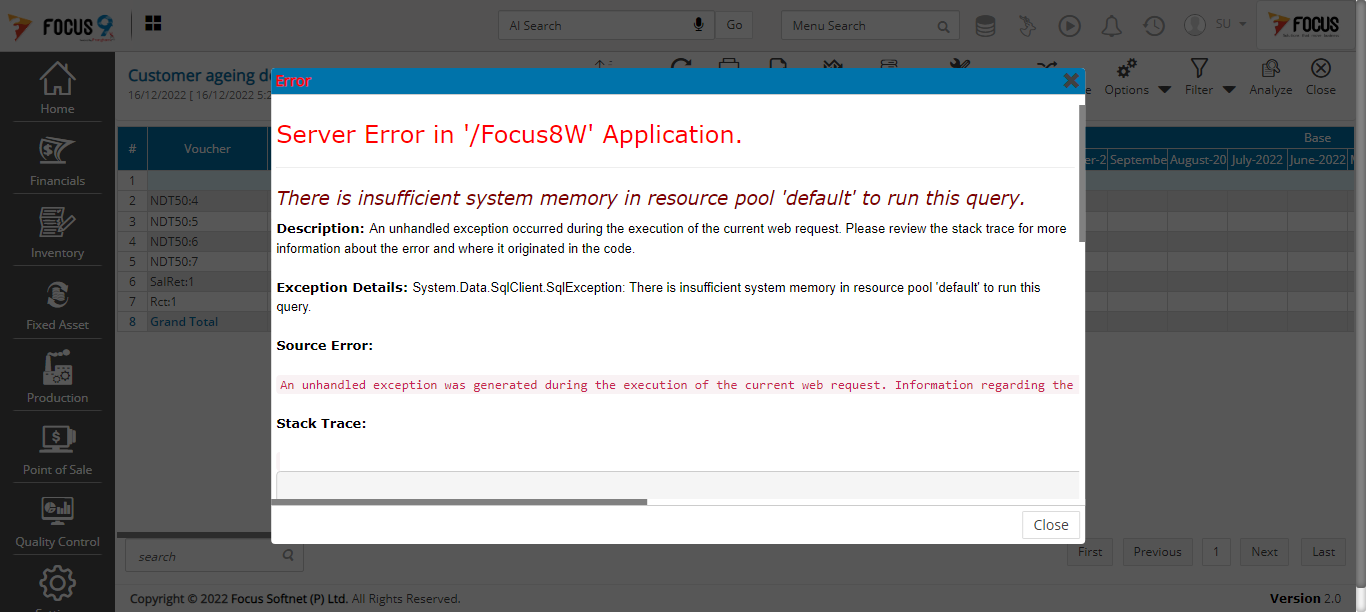 FOCUS 9
AI Search
Go
Menu Search
SU
FOCUS
Customer ageing de
16/12/2022 [ 16/12/2022 5:2
Options
Filter
Analyze
Close
Home
Financials
Inventory
Fixed Asset
Production
Point of Sale
Quality Control
# Voucher
Base
er-2 Septembe August-20 July-2022 June-2022
1
2 NDT50:4
3 NDT50:5
4 NDT50:6
5 NDT50:7
6 SalRet:1
7 Rct:1
8 Grand Total
Error
Server Error in '/Focus8W' Application.
There is insufficient system memory in resource pool 'default' to run this query.
Description: An unhandled exception occurred during the execution of the current web request. Please review the stack trace for more
information about the error and where it originated in the code.
Exception Details: System.Data.SqlClient.SqlException: There is insufficient system memory in resource pool 'default' to run this
query.
Source Error:
An unhandled exception was generated during the execution of the current web request. Information regarding the
Stack Trace:
Close
search
First Previous 1 Next Last
Copyright © 2022 Focus Softnet (P) Ltd. All Rights Reserved.
Version 2.0